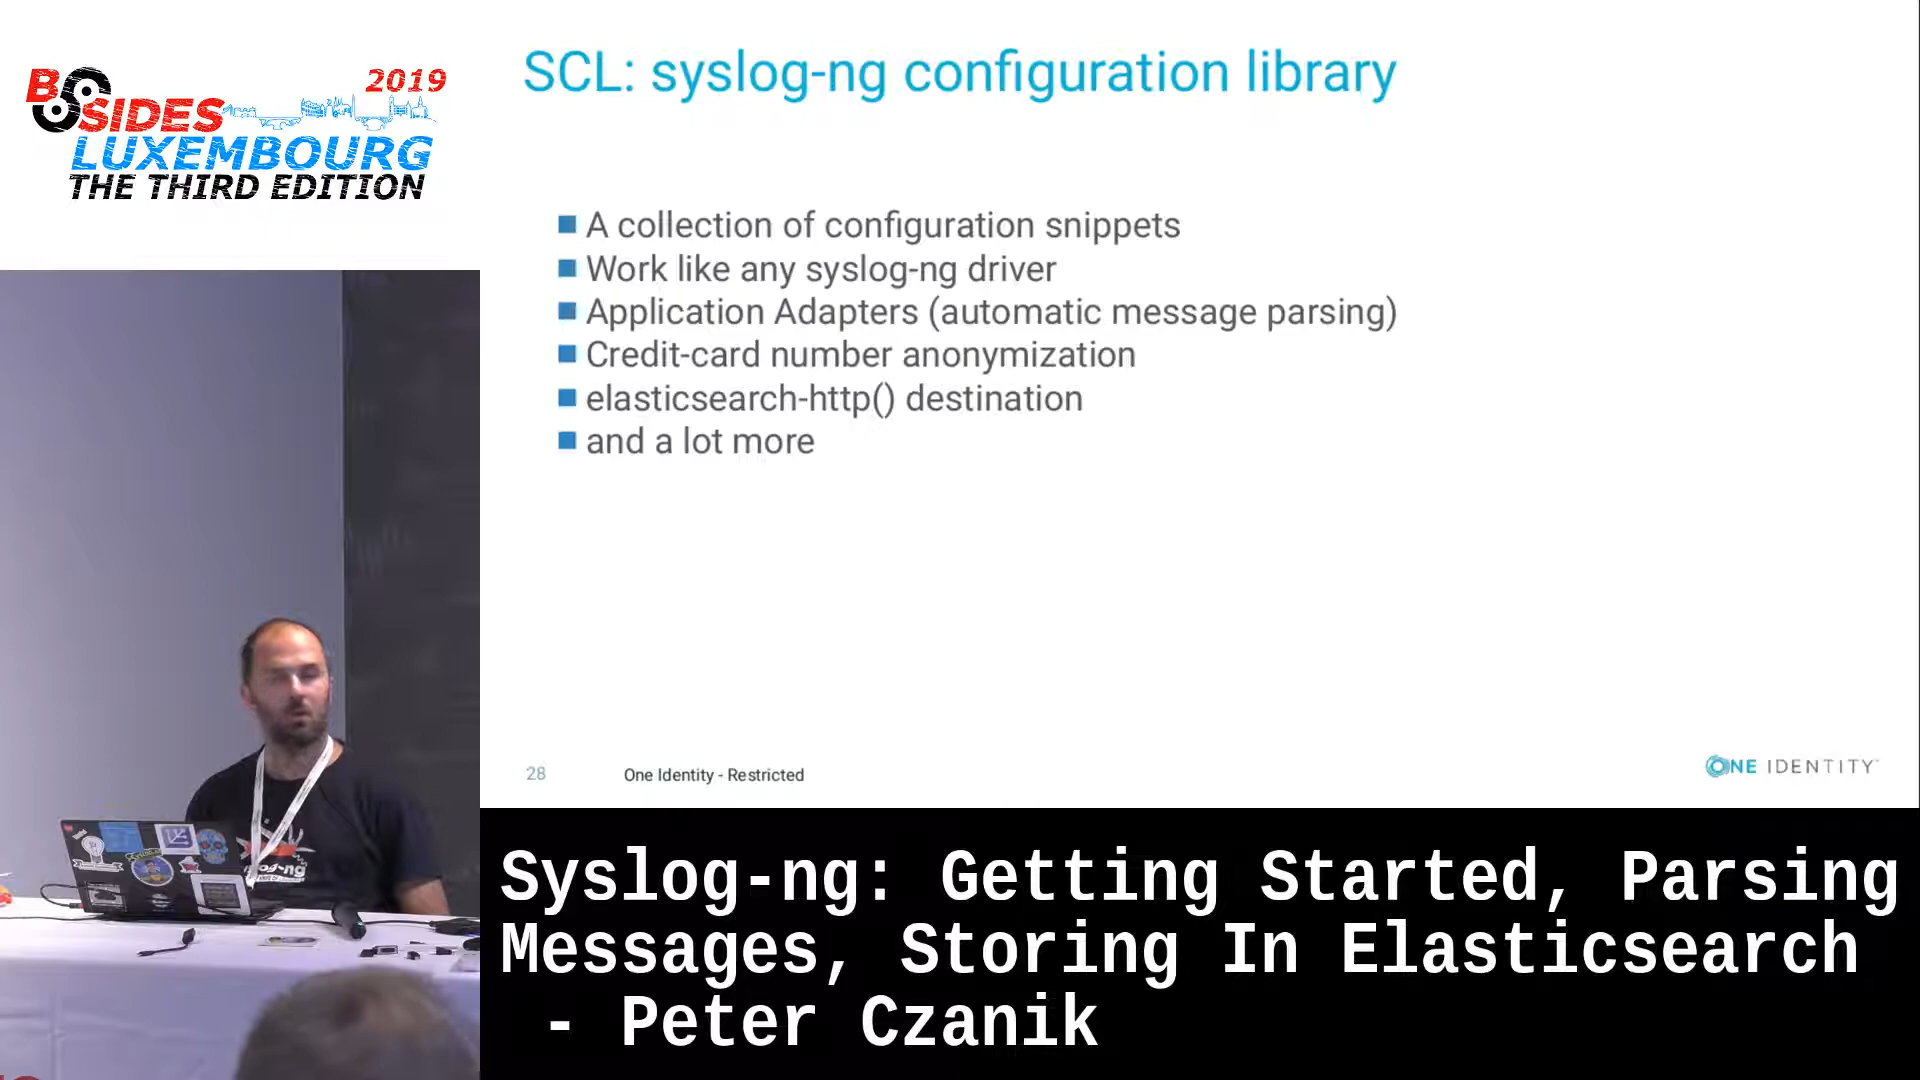 BSIDES
2019
LUXEMBOURG
THE THIRD EDITION
SCL: syslog-ng configuration library
A collection of configuration snippets
Work like any syslog-ng driver
Application Adapters (automatic message parsing)
Credit-card number anonymization
elasticsearch-http() destination
and a lot more
28
One Identity - Restricted
ONE IDENTITY
Syslog-ng: Getting Started, Parsing
Messages, Storing In Elasticsearch
- Peter Czanik